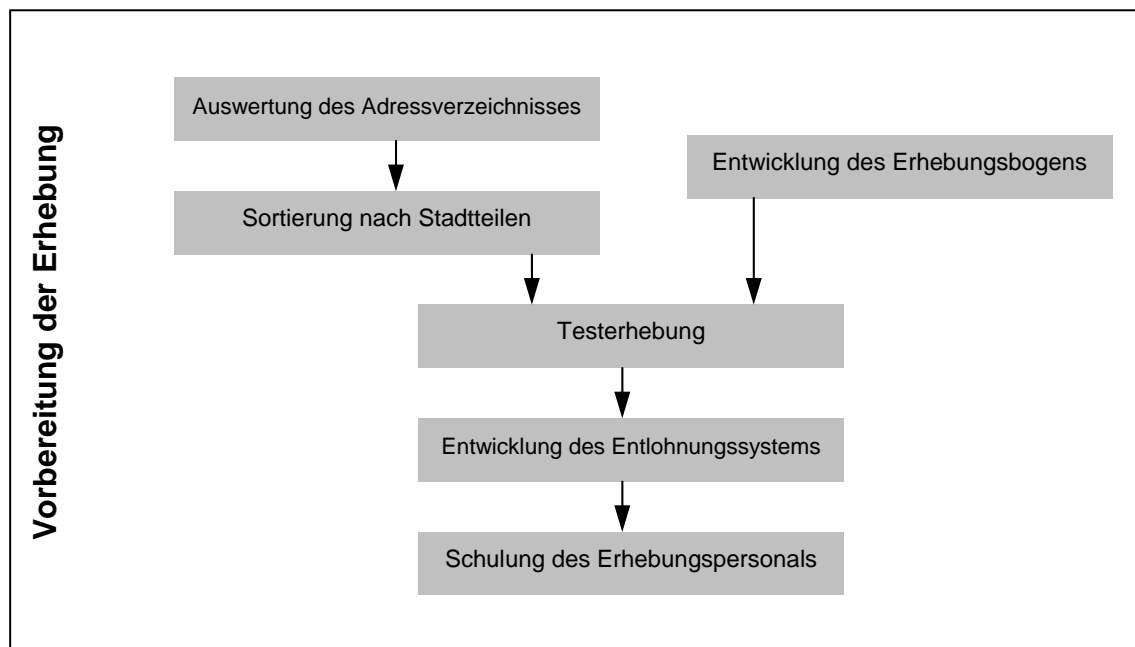 Vorbereitung der Erhebung
Auswertung des Adressverzeichnisses
Entwicklung des Erhebungsbogens
Sortierung nach Stadtteilen
Testerhebung
Entwicklung des Entlohnungssystems
Schulung des Erhebungspersonals